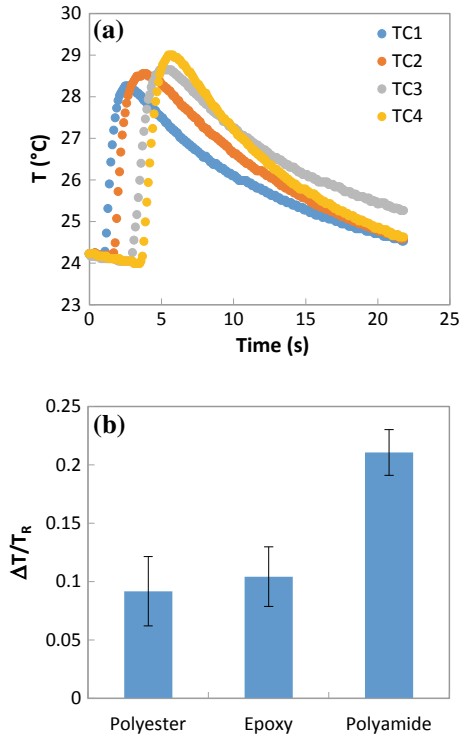 (a)
TC1
TC2
TC3
TC4
30
29
28
27
26
25
24
23
T (°C)
0
5
10
15
20
25
Time (s)
(b)
0.25
0.2
0.15
0.1
0.05
0
ΔT/T_R
Polyester
Epoxy
Polyamide